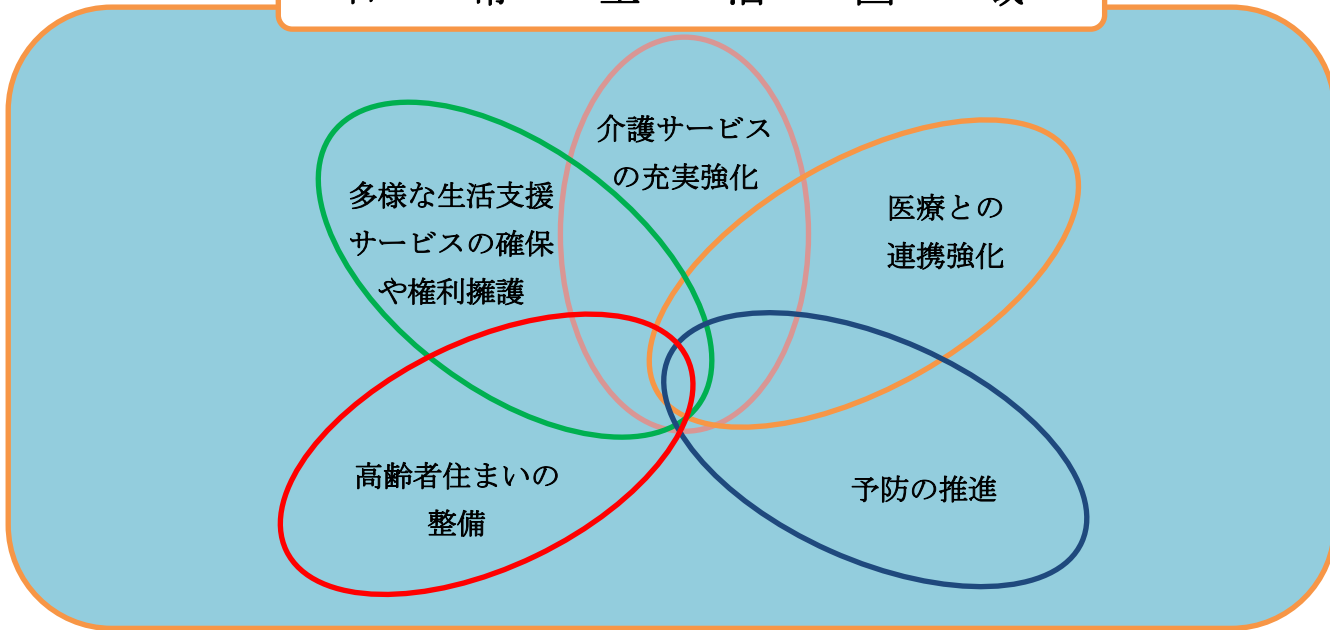 介護サービス
の充実強化
多様な生活支援
サービスの確保
や権利擁護
医療との
連携強化
高齢者住まいの
整備
予防の推進